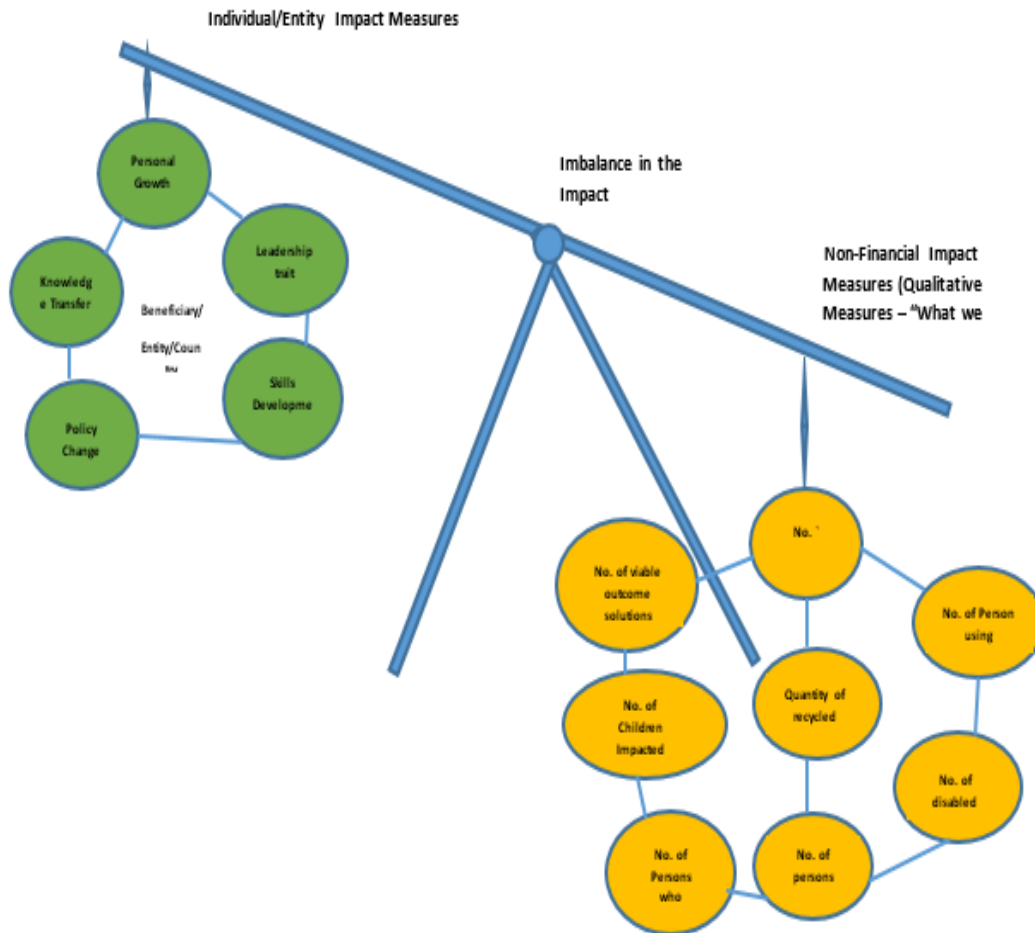 Individual/Entity Impact Measures
Imbalance in the
Impact
Non-Financial Impact
Measures (Qualitative
Measures – “What we
Personal
Growth
Leadership
trait
Knowledg
e Transfer
Beneficiary/
Entity/Coun
Skills
Developme
Policy
Change
No. `
No. of viable
outcome
solutions
No. of Person
using
No. of
Children
Impacted
Quantity of
recycled
No. of
disabled
No. of
Persons
who
No. of
persons